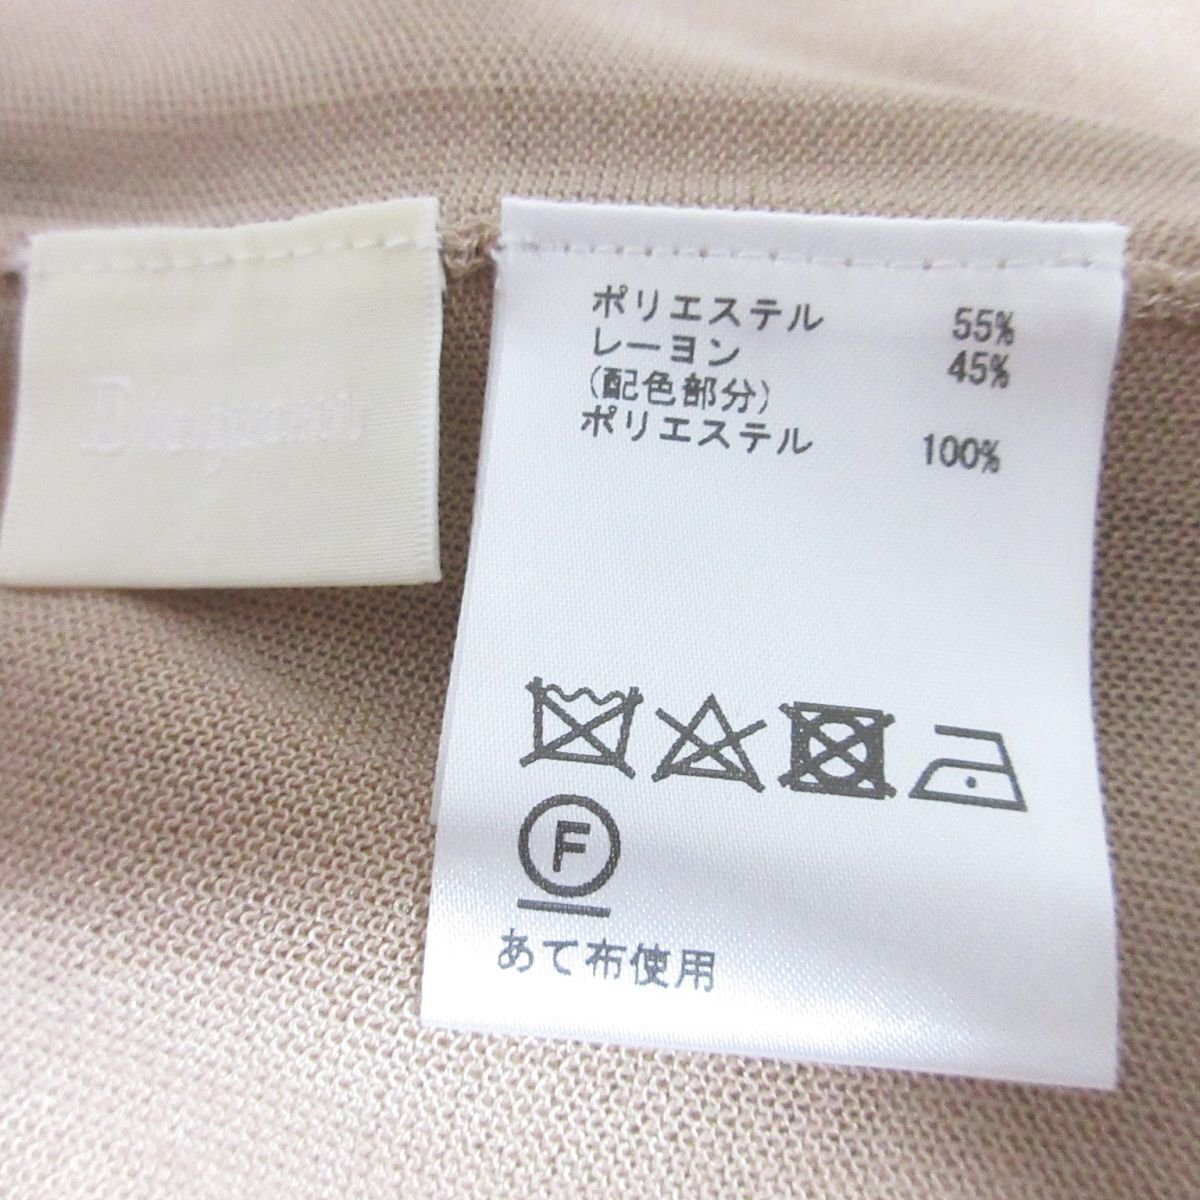 ポリエステル 55%
レーヨン 45%
(配色部分)
ポリエステル 100%
F
あて布使用